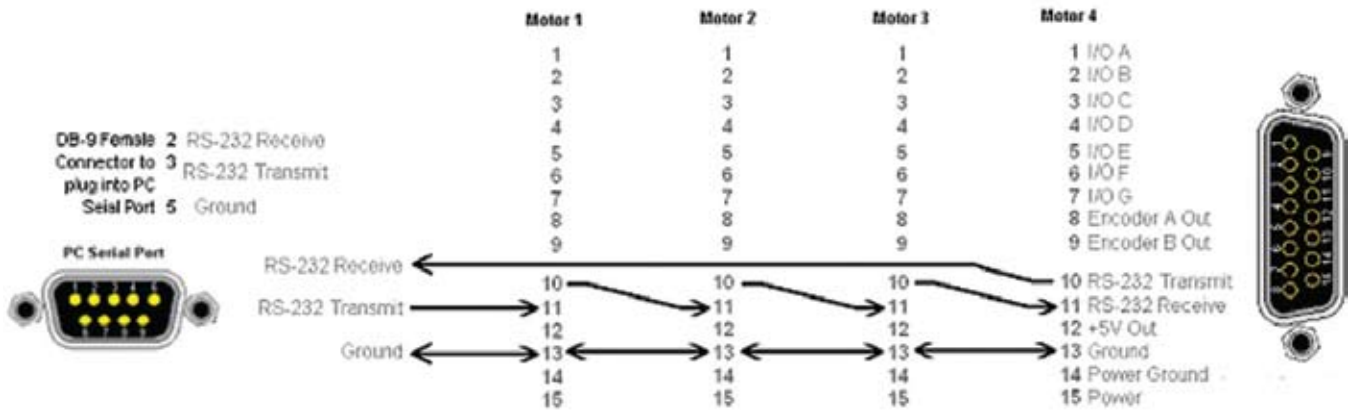 Motor 1 Motor 2 Motor 3 Motor 4
1 1 1 1 I/O A
2 2 2 2 I/O B
3 3 3 3 I/O C
4 4 4 4 I/O D
5 5 5 5 I/O E
6 6 6 6 I/O F
7 7 7 7 I/O G
8 8 8 8 Encoder A Out
9 9 9 9 Encoder B Out
10 10 10 10 RS-232 Transmit
11 11 11 11 RS-232 Receive
12 12 12 12 +5V Out
13 13 13 13 Ground
14 14 14 14 Power Ground
15 15 15 15 Power
DB-9 Female 2 RS-232 Receive
Connector to 3 RS-232 Transmit
plug into PC
Seial Port 5 Ground
PC Serial Port
RS-232 Receive
RS-232 Transmit
Ground